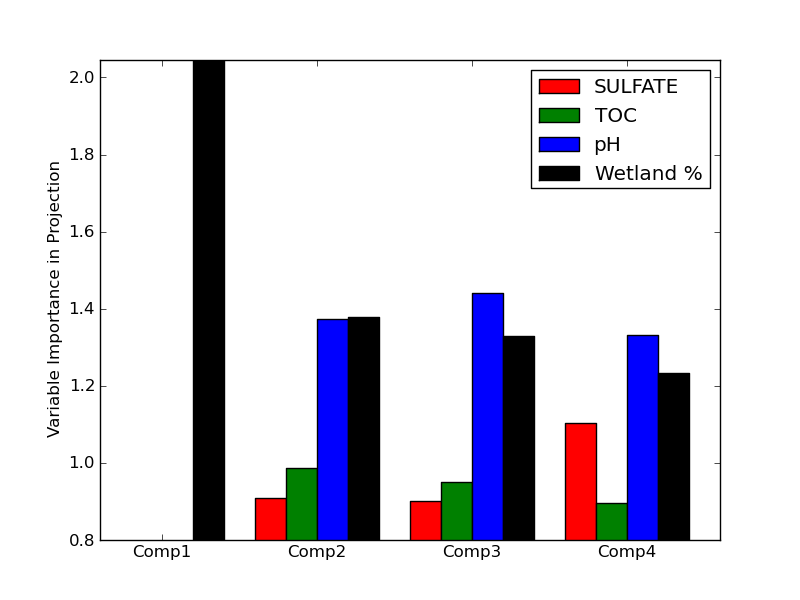 2.0
1.8
1.6
1.4
1.2
1.0
0.8
Variable Importance in Projection
SULFATE
TOC
pH
Wetland %
Comp1
Comp2
Comp3
Comp4